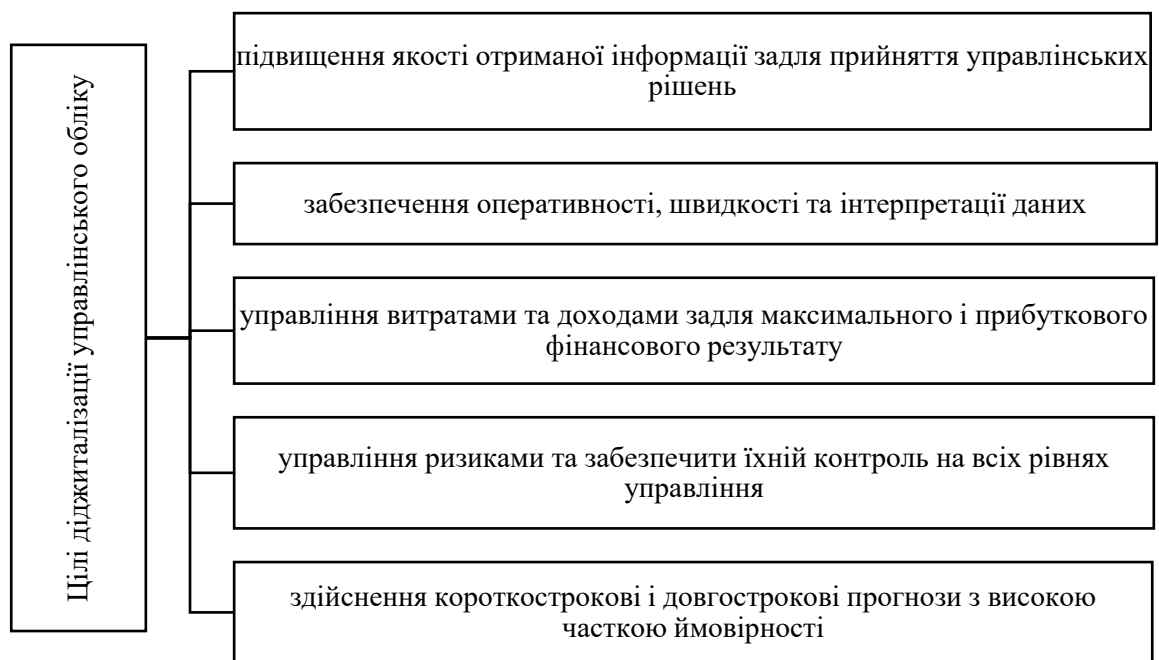 Цілі діджиталізації управлінського обліку
підвищення якості отриманої інформації задля прийняття управлінських
рішень
забезпечення оперативності, швидкості та інтерпретації даних
управління витратами та доходами задля максимального і прибуткового
фінансового результату
управління ризиками та забезпечити їхній контроль на всіх рівнях
управління
здійснення короткострокові і довгострокові прогнози з високою
часткою ймовірності